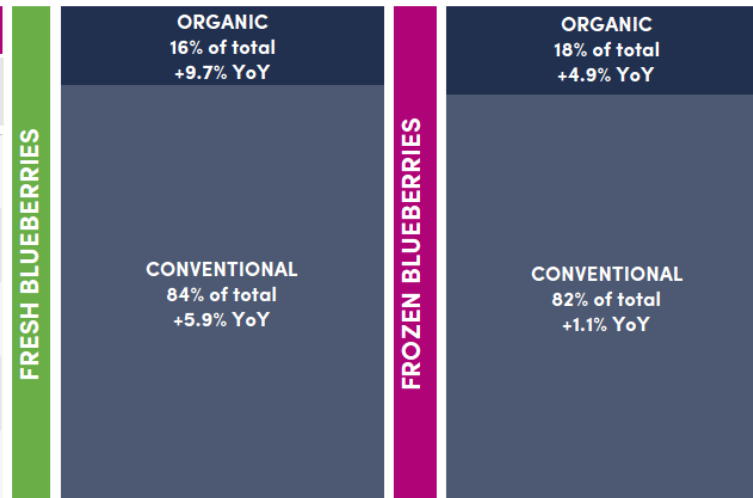 FRESH BLUEBERRIES
ORGANIC
16% of total
+9.7% YoY
CONVENTIONAL
84% of total
+5.9% YoY
FROZEN BLUEBERRIES
ORGANIC
18% of total
+4.9% YoY
CONVENTIONAL
82% of total
+1.1% YoY